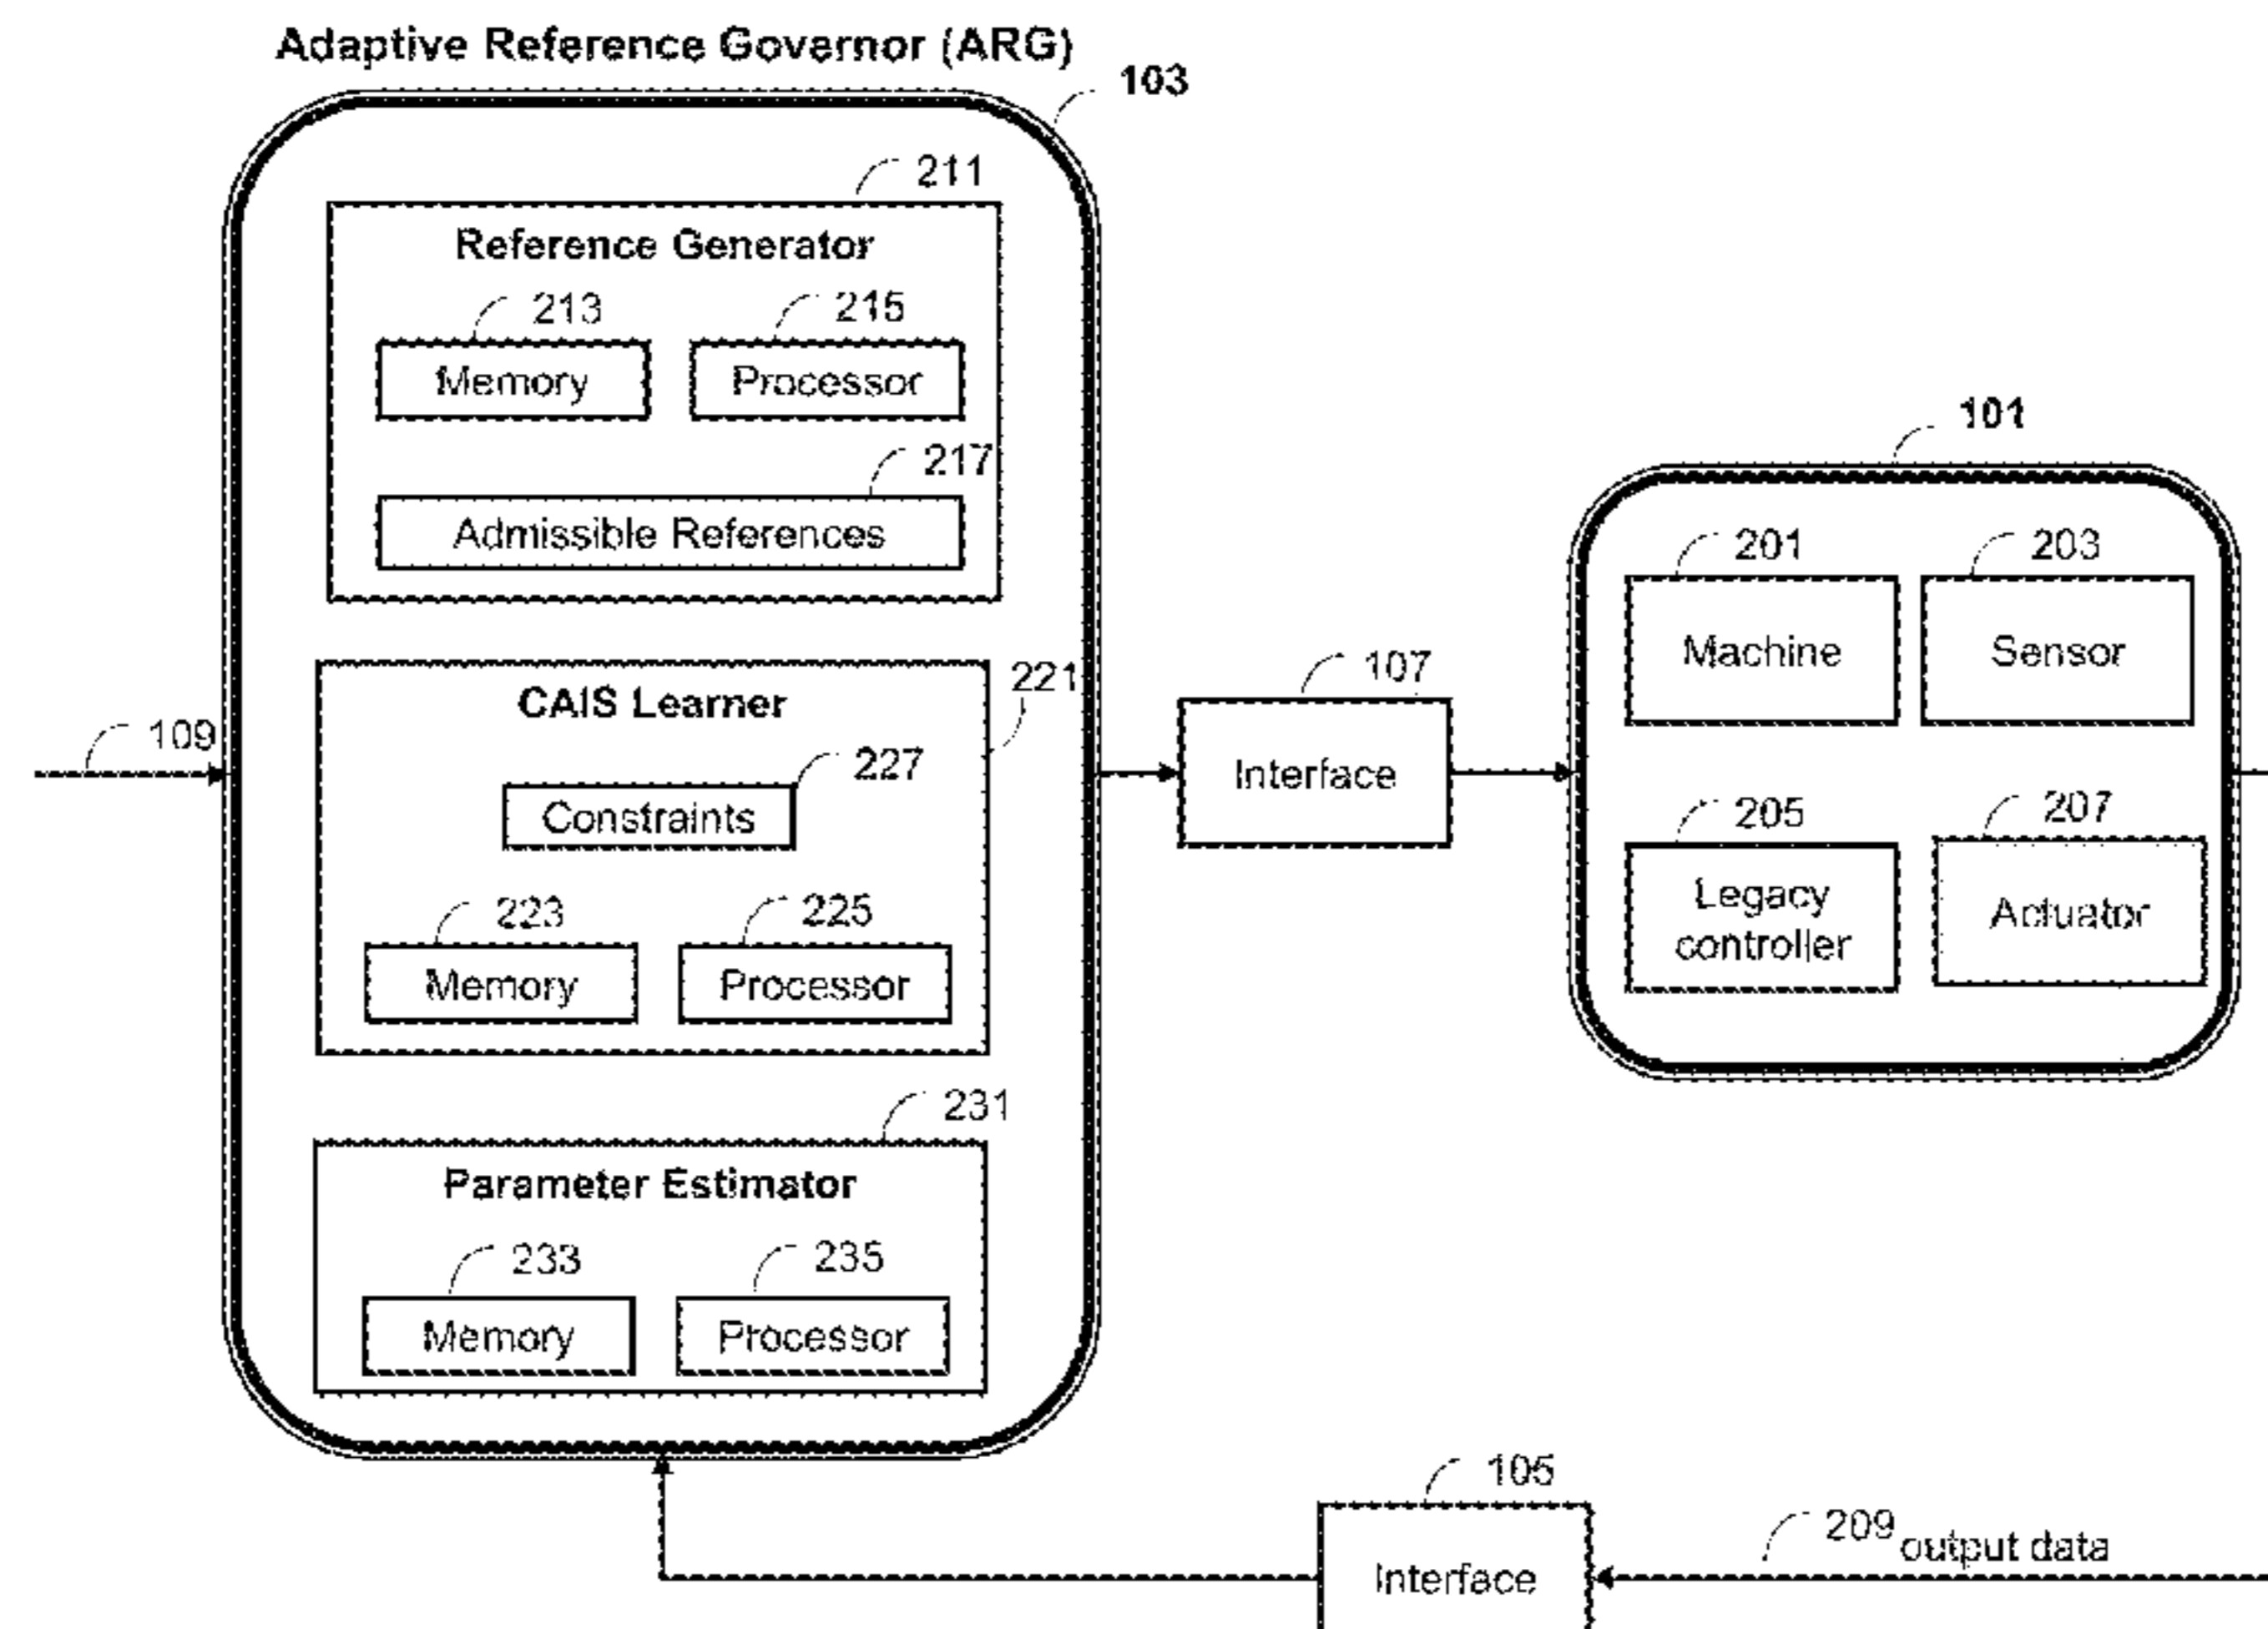 Adaptive Reference Governor (ARG)
103
211
Reference Generator
213
215
Memory
Processor
217
Admissible References
221
CAIS Learner
227
Constraints
223
225
Memory
Processor
231
Parameter Estimator
233
235
Memory
Processor
109
107
Interface
101
201
203
Machine
Sensor
205
207
Legacy
controller
Actuator
105
Interface
209
output data